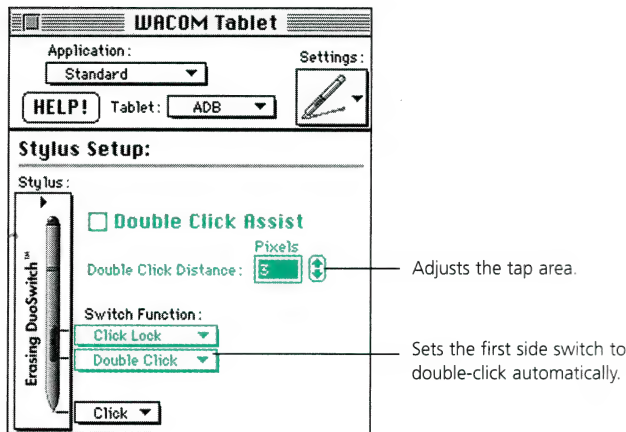 WACOM Tablet
Application:
Standard
Settings:
HELP! Tablet: ADB
Stylus Setup:
Stylus:
Double Click Assist
Pixels
Double Click Distance:
Adjusts the tap area.
Erasing DuoSwitch™
Switch Function:
Click Lock
Double Click
Sets the first side switch to
double-click automatically.
Click